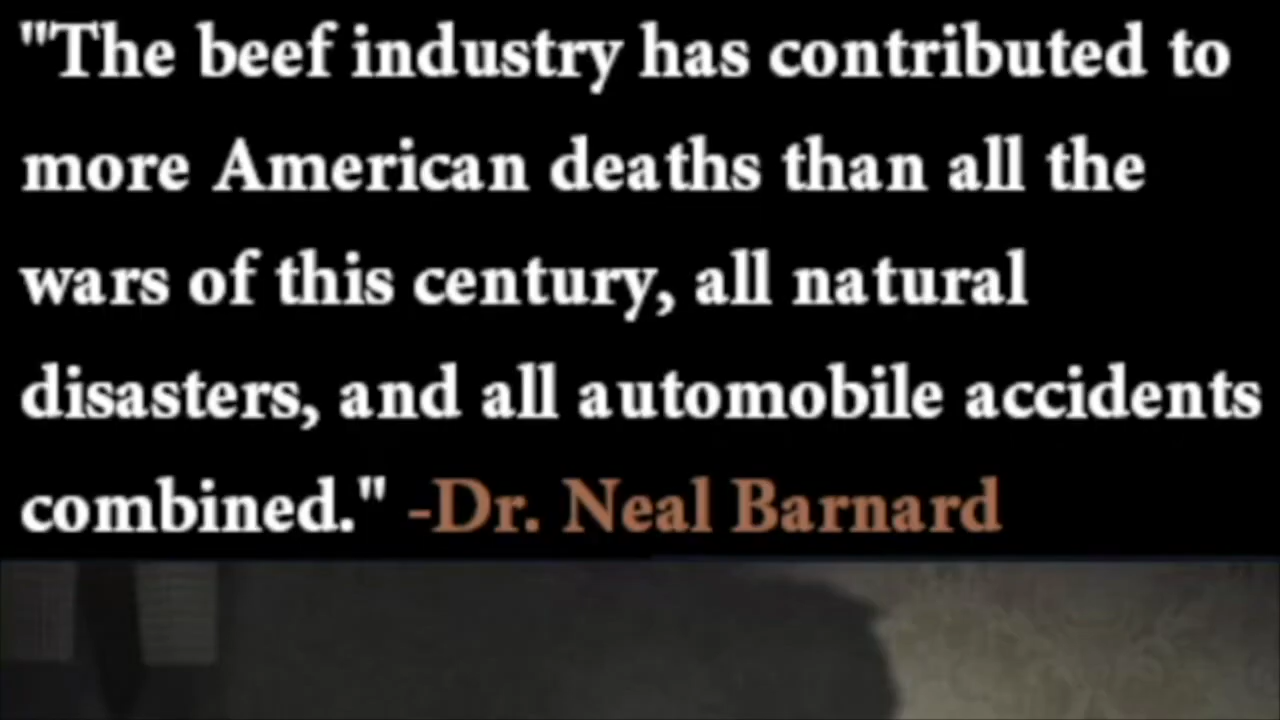 "The beef industry has contributed to
more American deaths than all the
wars of this century, all natural
disasters, and all automobile accidents
combined." -Dr. Neal Barnard